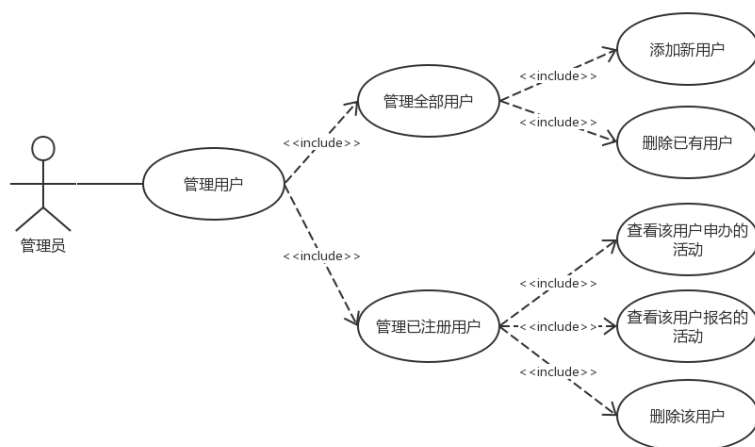 添加新用户
<<include>>
管理全部用户
<<include>>
<<include>>
删除已有用户
管理用户
管理员
查看该用户申办的
活动
<<include>>
<<include>>
管理已注册用户
<<include>>
查看该用户报名的
活动
<<include>>
删除该用户